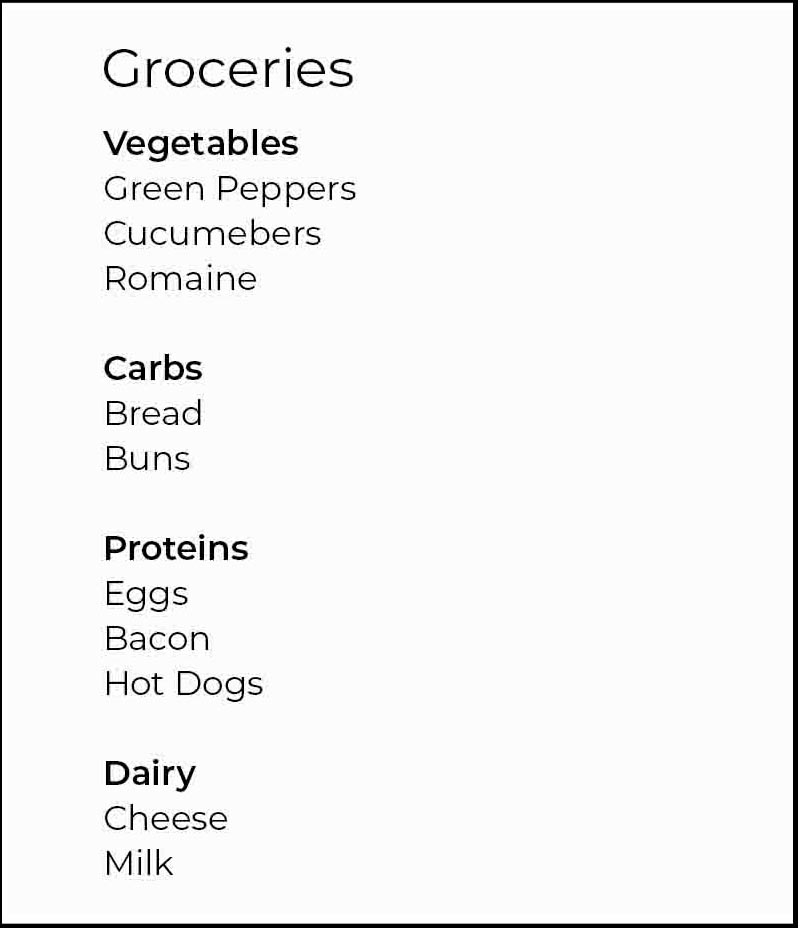 Groceries
Vegetables
Green Peppers
Cucumebers
Romaine
Carbs
Bread
Buns
Proteins
Eggs
Bacon
Hot Dogs
Dairy
Cheese
Milk